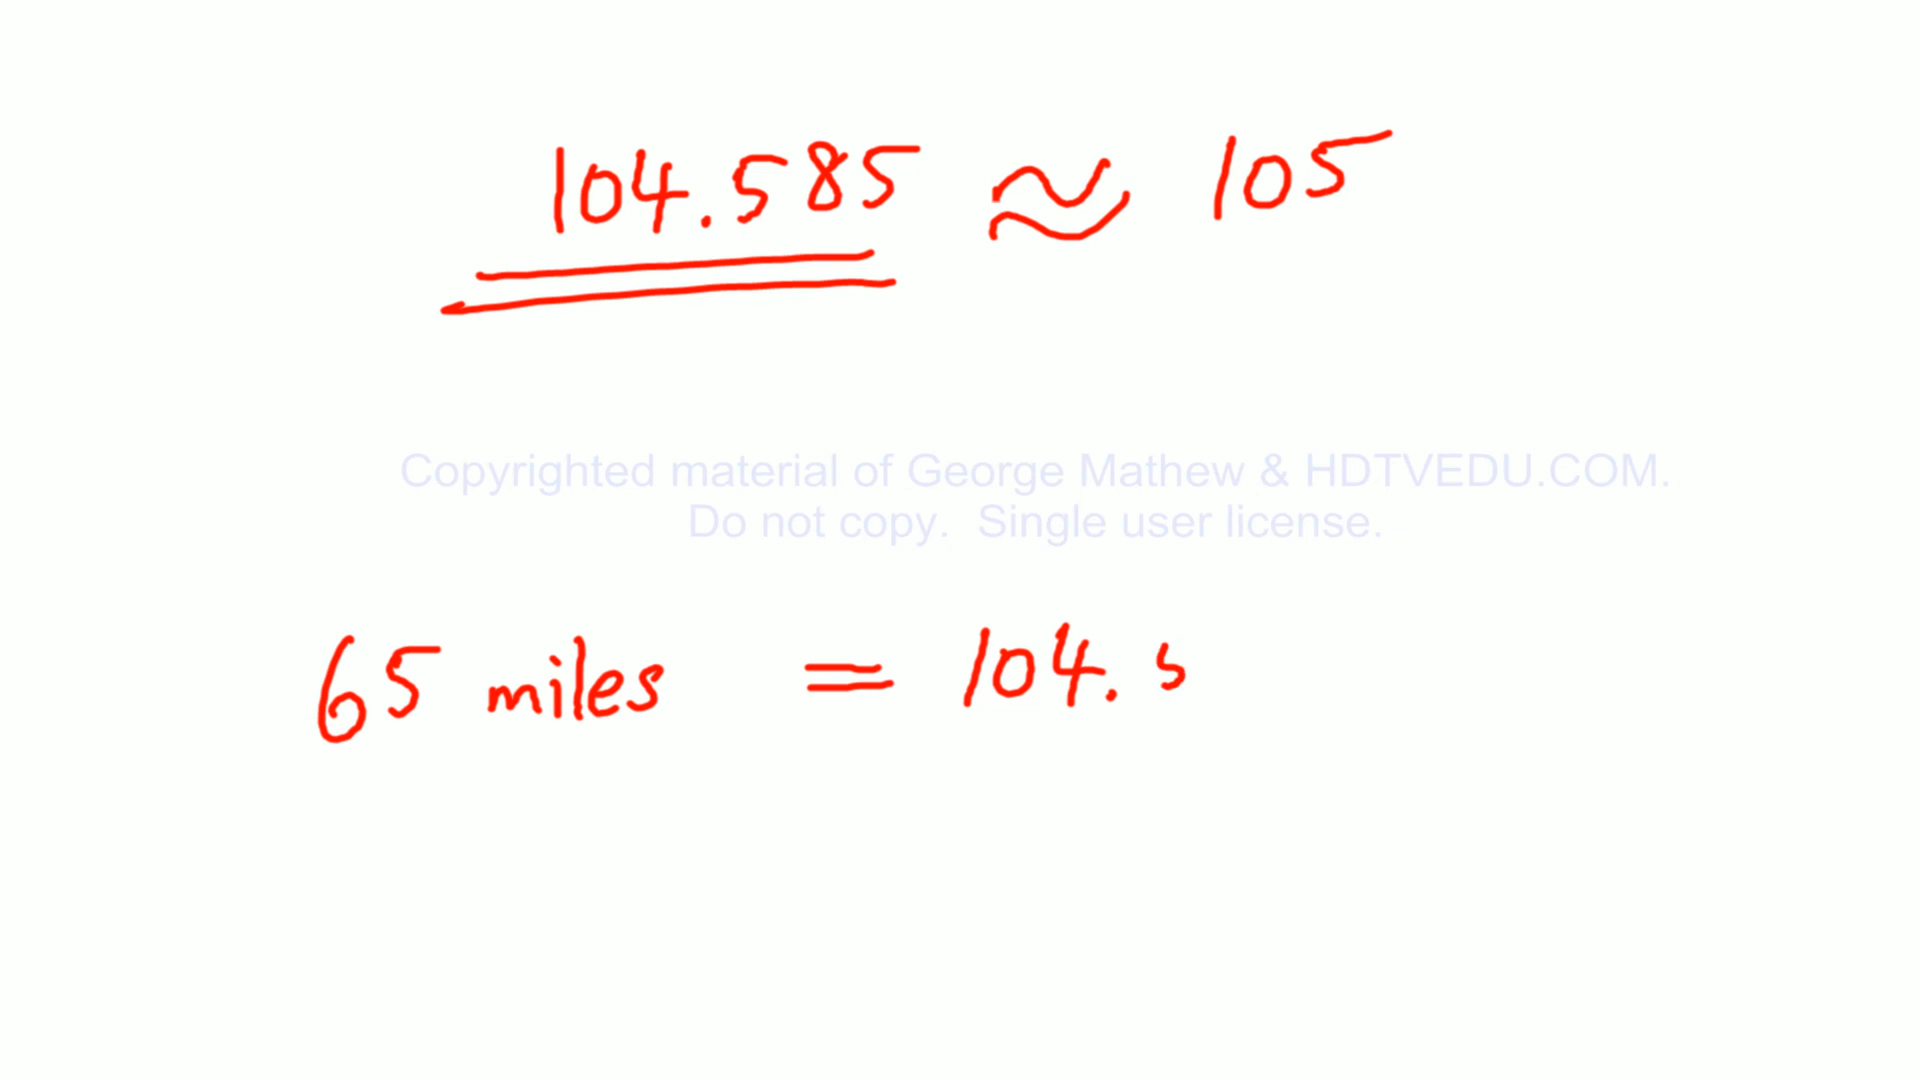 104.585 ≈ 105
Copyrighted material of George Mathew & HDTVEDU.COM.
Do not copy. Single user license.
65 miles = 104.5